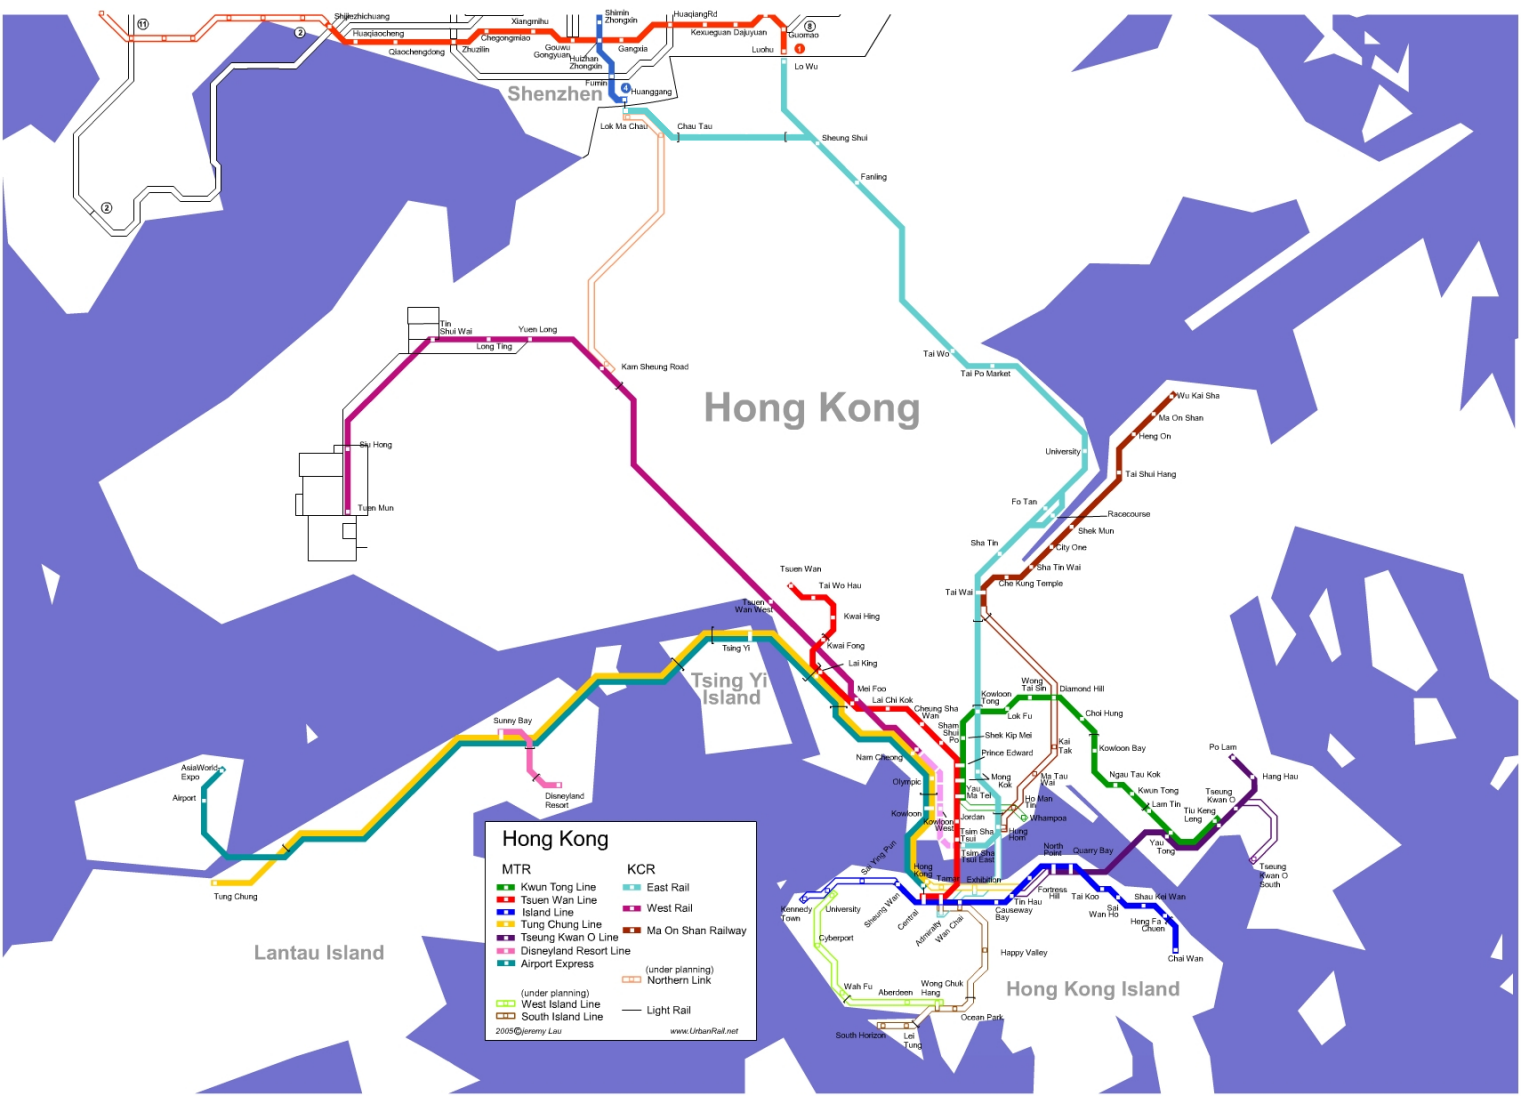 11
Shijiezhichuang
2
Huaqiaocheng
Qiaochengdong
Zhuzilin
Chegongmiao
Xiangmihu
Gouwu
Gongyuan
Shimin
Zhongxin
Huizhan
Zhongxin
Gangxia
HuaqiangRd
Kexueguan
Dajuyuan
Guomao
8
Luohu
1
Lo Wu
Fumin
4
Huanggang
Shenzhen
Lok Ma Chau
Chau Tau
Sheung Shui
Fanling
2
Tin
Shui Wai
Long Ting
Yuen Long
Kam Sheung Road
Tai Wo
Tai Po Market
Hong Kong
Wu Kai Sha
Ma On Shan
Heng On
Tai Shui Hang
University
Siu Hong
Tuen Mun
Fo Tan
Racecourse
Shek Mun
City One
Sha Tin
Sha Tin Wai
Che Kung Temple
Tai Wai
Tsuen Wan
Tai Wo Hau
Tsuen
Wan West
Kwai Hing
Kwai Fong
Lai King
Tsing Yi
Tsing Yi
Island
Mei Foo
Lai Chi Kok
Cheung Sha
Wan
Sham
Shui
Po
Kowloon
Tong
Wong
Tai Sin
Diamond Hill
Lok Fu
Choi Hung
Shek Kip Mei
Prince Edward
Kai
Tak
Kowloon Bay
Nam Cheong
Olympic
Mong
Kok
Yau
Ma Tei
Ma Tau
Wai
Ngau Tau Kok
Kwun Tong
Lam Tin
Po Lam
Hang Hau
Tseung
Kwan O
Tiu Keng
Leng
Ho Man
Tin
Whampoa
Kowloon
Kowloon
West
Jordan
Tsim Sha
Tsui
Hung
Hom
Tsim Sha
Tsui East
Yau
Tong
Tseung
Kwan O
South
Sunny Bay
Disneyland
Resort
AsiaWorld
Expo
Airport
Tung Chung
Lantau Island
Sai Ying Pun
Hong
Kong
Tamar
Exhibition
North
Point
Quarry Bay
Fortress
Hill
Tin Hau
Causeway
Bay
Tai Koo
Sai
Wan Ho
Shau Kei Wan
Heng Fa
Chuen
Chai Wan
Kennedy
Town
University
Sheung Wan
Central
Admiralty
Wan Chai
Cyberport
Happy Valley
Wah Fu
Aberdeen
Wong Chuk
Hang
Ocean Park
South Horizon
Lei
Tung
Hong Kong Island
Hong Kong
MTR
KCR
Kwun Tong Line
Tsuen Wan Line
Island Line
Tung Chung Line
Tseung Kwan O Line
Disneyland Resort Line
Airport Express
(under planning)
West Island Line
South Island Line
East Rail
West Rail
Ma On Shan Railway
(under planning)
Northern Link
Light Rail
2005©jeremy Lau
www.UrbanRail.net